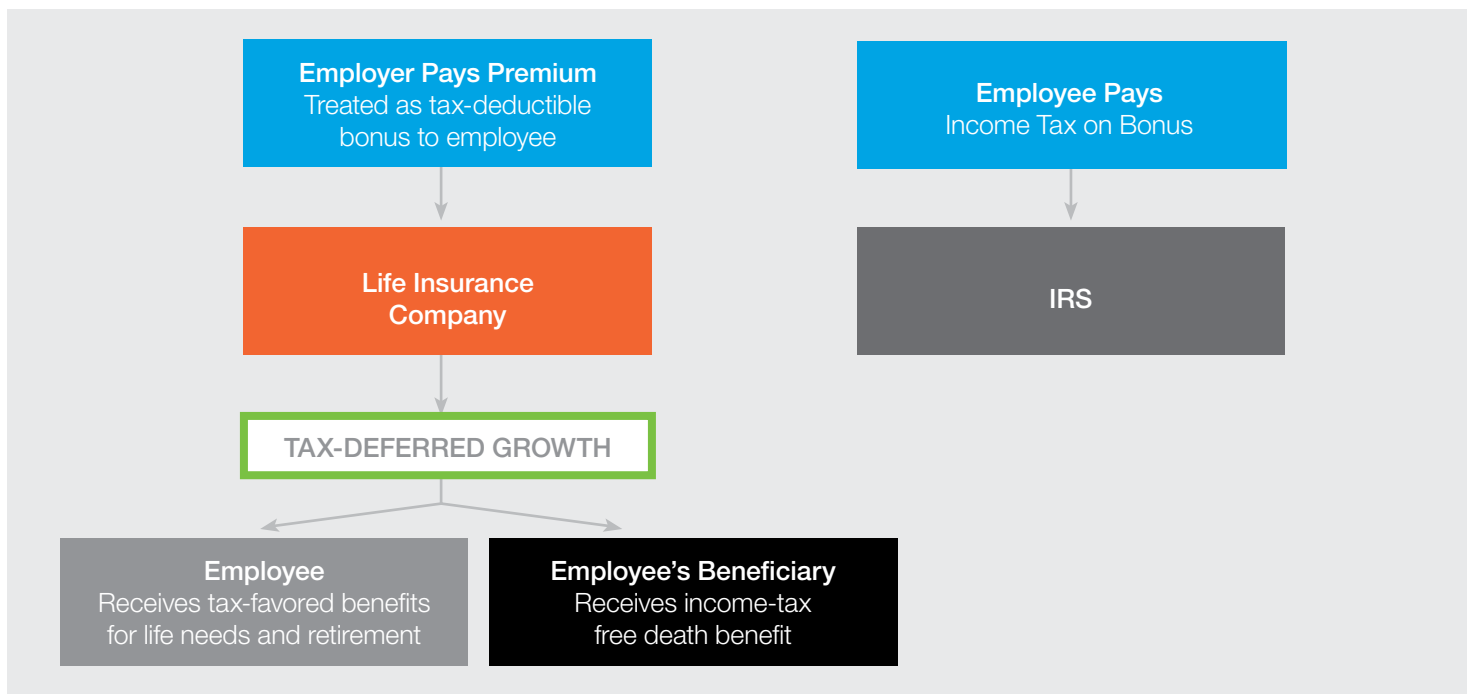 Employer Pays Premium
Treated as tax-deductible
bonus to employee
Employee Pays
Income Tax on Bonus
Life Insurance
Company
IRS
TAX-DEFERRED GROWTH
Employee
Receives tax-favored benefits
for life needs and retirement
Employee’s Beneficiary
Receives income-tax
free death benefit